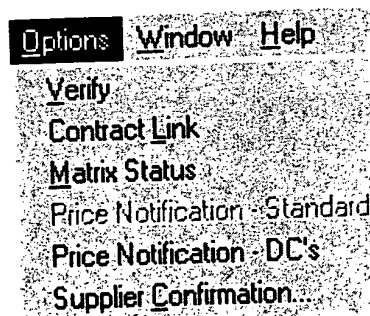 Options Window Help
Verify
Contract Link
Matrix Status
Price Notification - Standard
Price Notification - DC's
Supplier Confirmation...